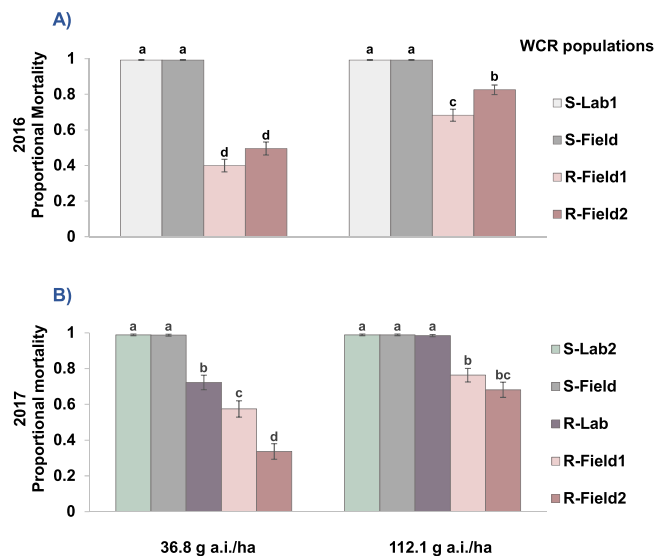 A)
WCR populations
2016
Proportional Mortality
1
0.8
0.6
0.4
0.2
0
a a d d
a a c b
S-Lab1
S-Field
R-Field1
R-Field2
B)
2017
Proportional mortality
1
0.8
0.6
0.4
0.2
0
a a b c d
a a a b bc
S-Lab2
S-Field
R-Lab
R-Field1
R-Field2
36.8 g a.i./ha 112.1 g a.i./ha